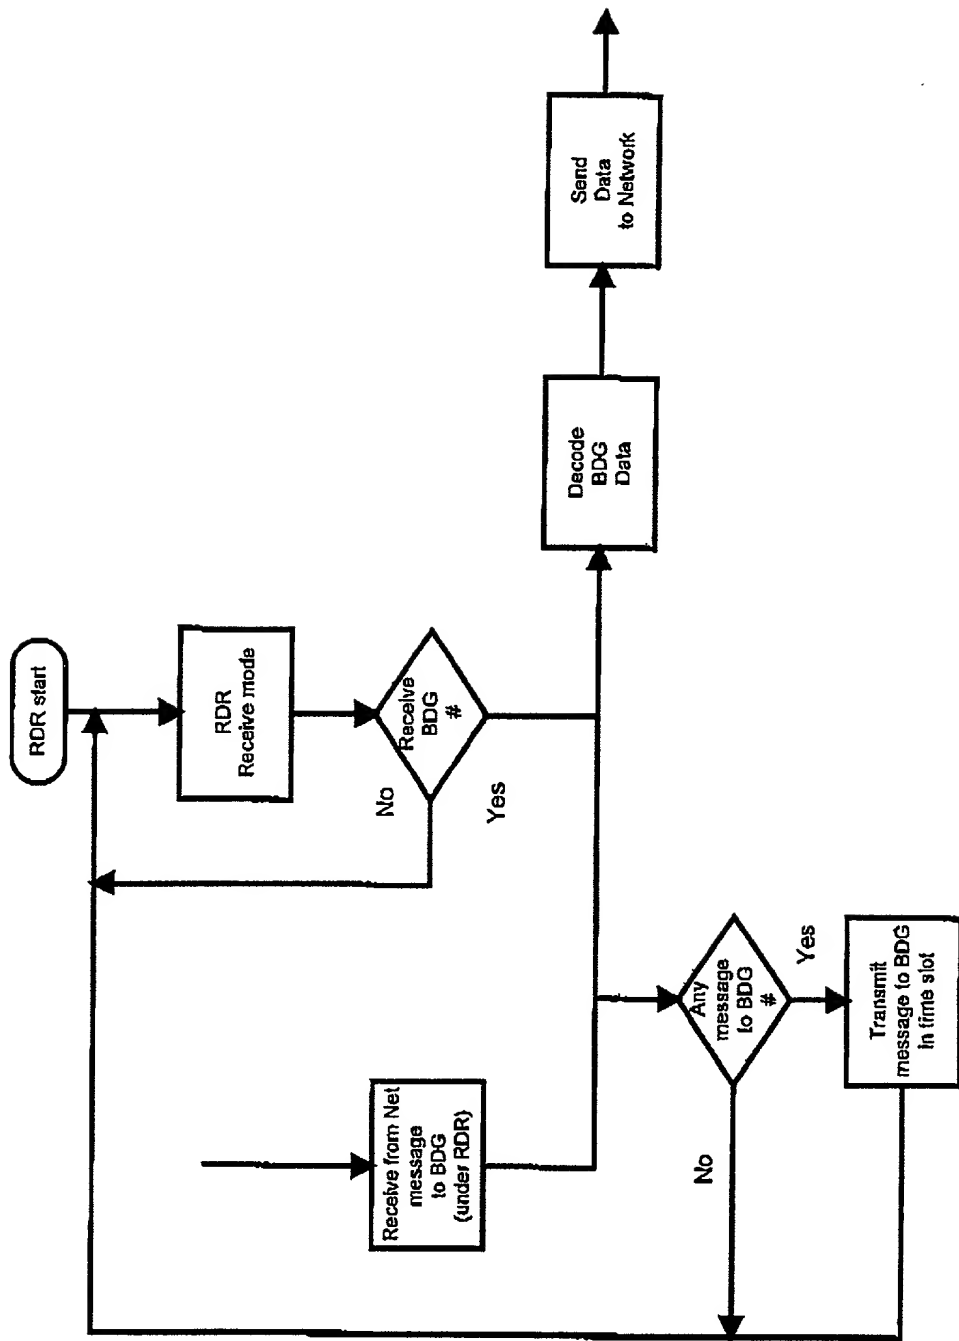 RDR start
RDR
Receive mode
Receive
BDG
#
No
Yes
Decode
BDG
Data
Send
Data
to Network
Receive from Net
message
to BDG
(under RDR)
Any
message
to BDG
#
No
Yes
Transmit
message to BDG
in time slot